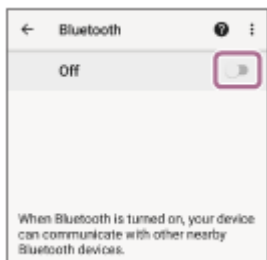 Bluetooth
Off
When Bluetooth is turned on, your device
can communicate with other nearby
Bluetooth devices.